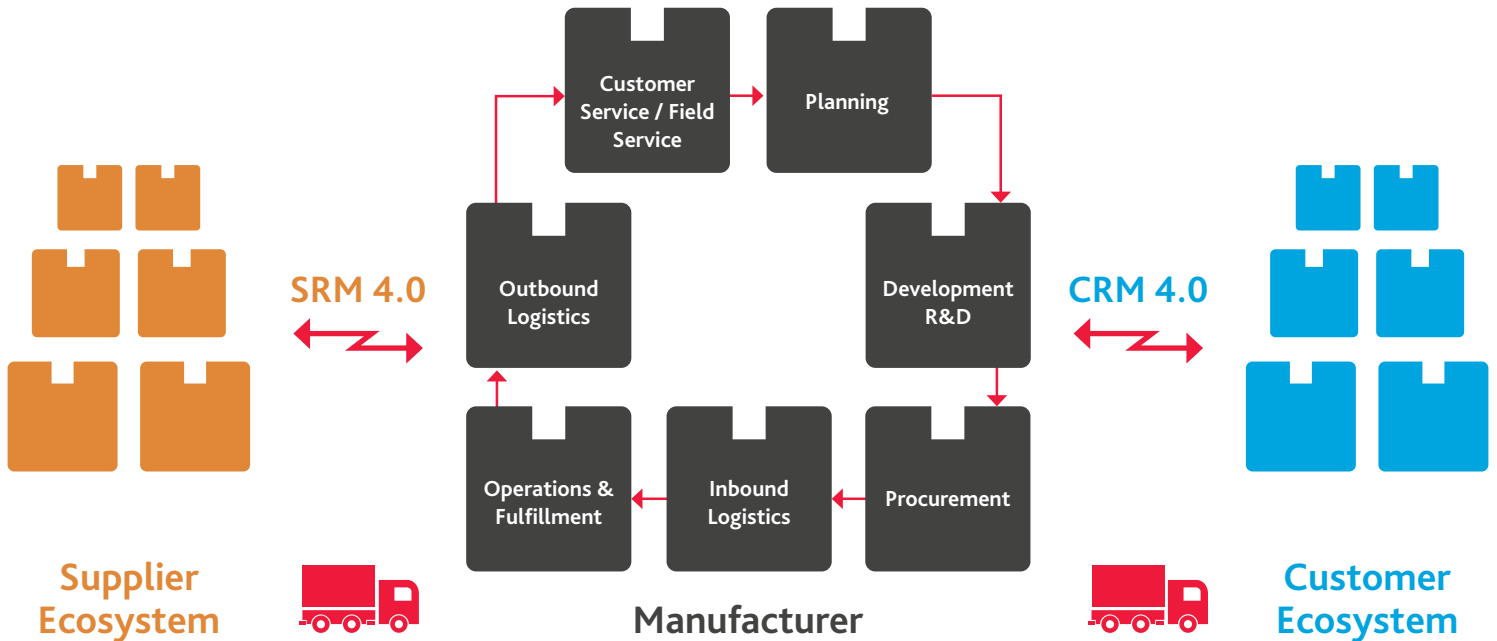 Customer
Service / Field
Service
Planning
SRM 4.0
Outbound
Logistics
Development
R&D
CRM 4.0
Operations &
Fulfillment
Inbound
Logistics
Procurement
Supplier
Ecosystem
Manufacturer
Customer
Ecosystem